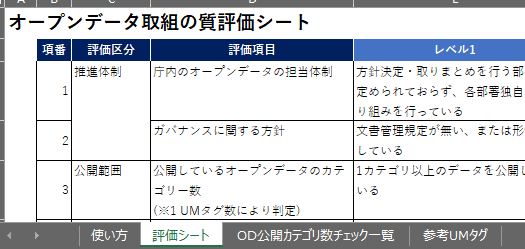 A B C D E
オープンデータ取組の質評価シート
項番 評価区分 評価項目 レベル1
1 推進体制 庁内のオープンデータの担当体制 方針決定・取りまとめを行う部
定められておらず、各部署独自
り組みを行っている
2 ガバナンスに関する方針 文書管理規定が無い、または形
している
3 公開範囲 公開しているオープンデータのカテ
ゴリー数
(※1 UMタグ数により判定) 1カテゴリ以上のデータを公開し
いる
使い方 評価シート OD公開カテゴリ数チェック一覧 参考UMタグ